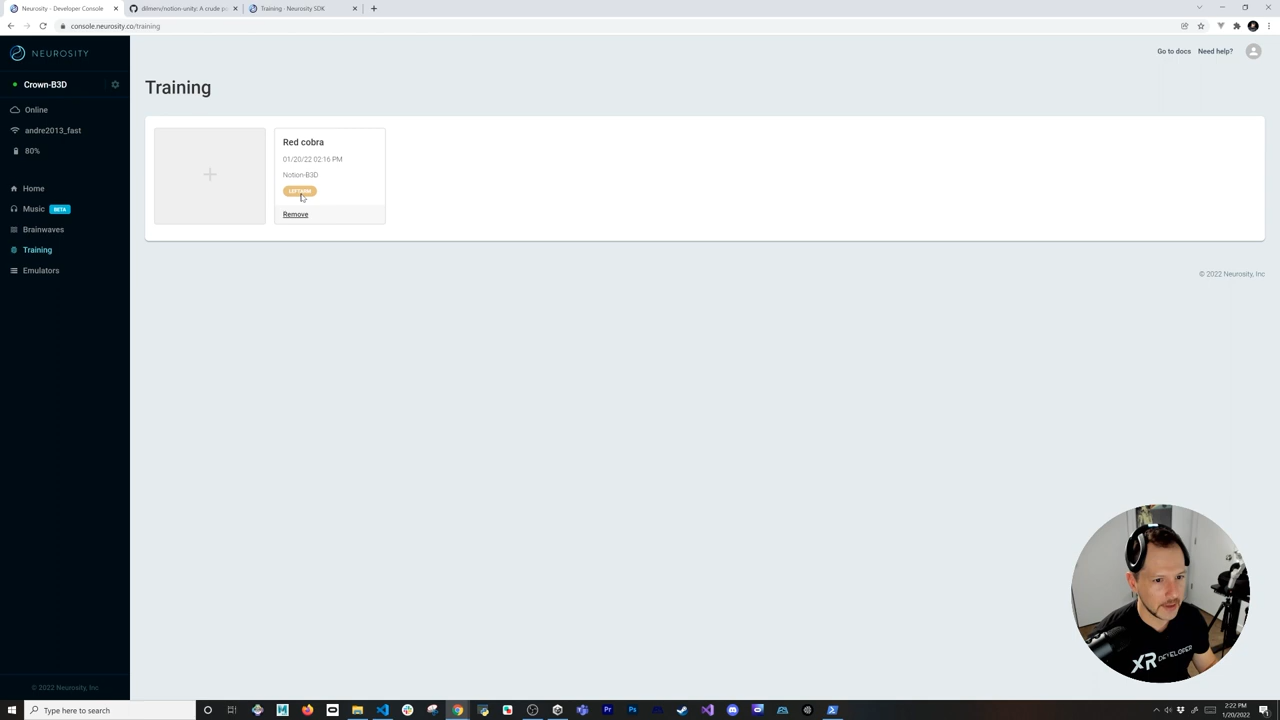 Neurosity - Developer Console
dilmerv/notion-unity: A crude p
Training - Neurosity SDK
console.neurosity.co/training
NEUROSITY
Go to docs
Need help?
Crown-B3D
Training
Online
andre2013_fast
80%
Red cobra
01/20/22 02:16 PM
Notion-B3D
Remove
Home
Music BETA
Brainwaves
Training
Emulators
© 2022 Neurosity, Inc
XR DEVELOPER
© 2022 Neurosity, Inc
Type here to search
2:22 PM
1/20/2022